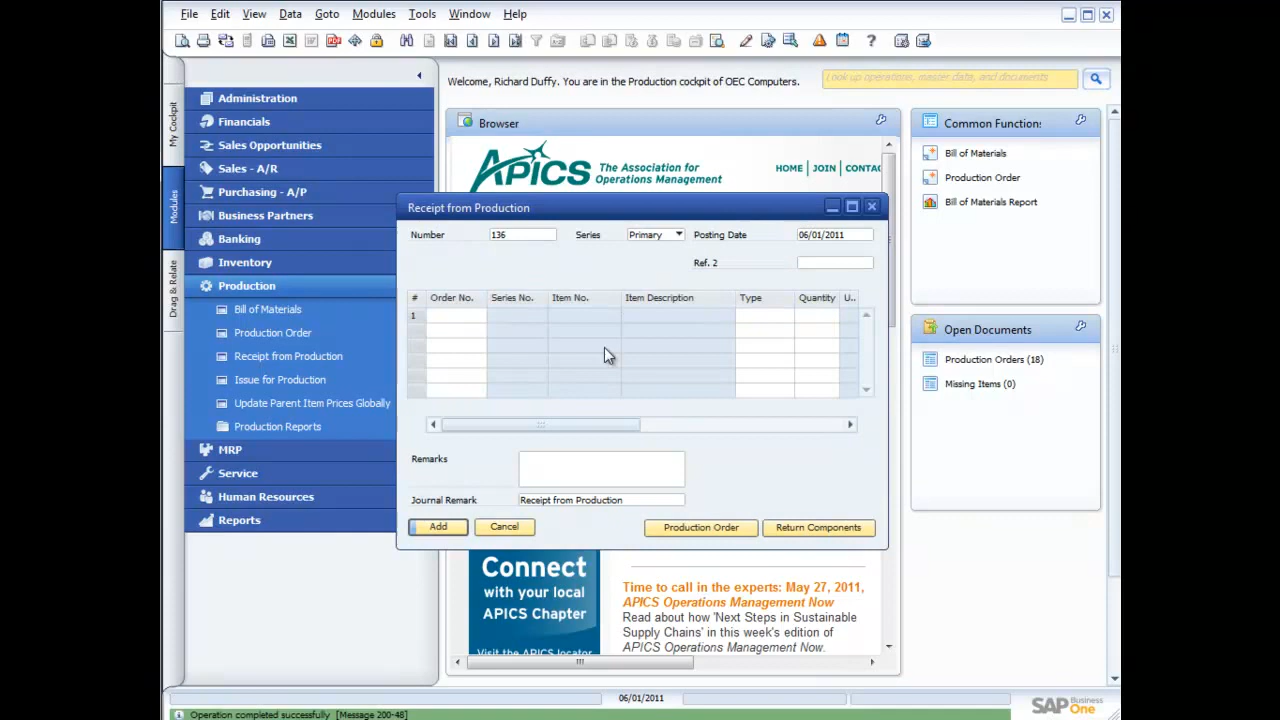 File Edit View Data Goto Modules Tools Window Help
Welcome, Richard Duffy. You are in the Production cockpit of OEC Computers.
Look up operations, master data, and documents
My Cockpit
Modules
Drag & Relate
Administration
Financials
Sales Opportunities
Sales - A/R
Purchasing - A/P
Business Partners
Banking
Inventory
Production
Bill of Materials
Production Order
Receipt from Production
Issue for Production
Update Parent Item Prices Globally
Production Reports
MRP
Service
Human Resources
Reports
Browser
APICS The Association for
Operations Management
HOME JOIN CONTAC
Receipt from Production
Number 136 Series Primary Posting Date 06/01/2011
Ref. 2
# Order No. Series No. Item No. Item Description Type Quantity U..
1
Remarks
Journal Remark Receipt from Production
Add Cancel Production Order Return Components
Connect
with your local
APICS Chapter
Visit the APICS locator
Time to call in the experts: May 27, 2011,
APICS Operations Management Now
Read about how 'Next Steps in Sustainable
Supply Chains' in this week's edition of
APICS Operations Management Now.
Common Functions
Bill of Materials
Production Order
Bill of Materials Report
Open Documents
Production Orders (18)
Missing Items (0)
06/01/2011
SAP Business One
Operation completed successfully [Message 200-48]